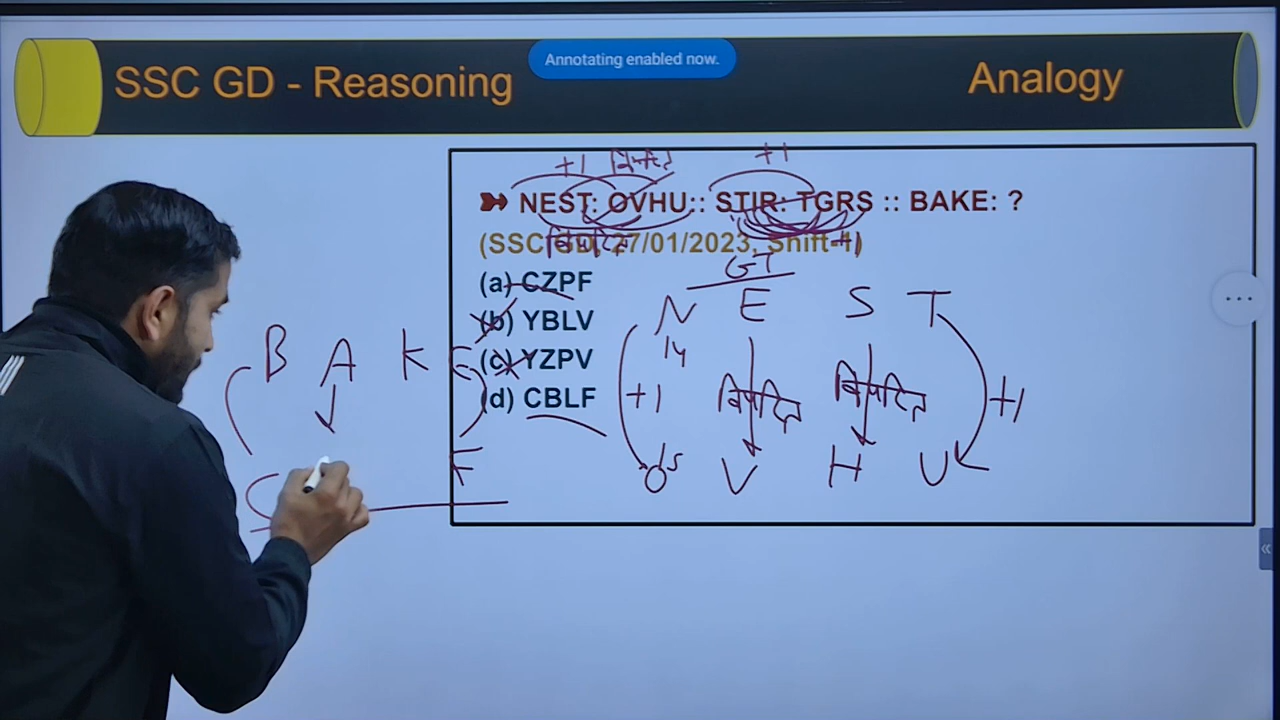 Annotating enabled now.
SSC GD - Reasoning Analogy
+1 विपरीत +1
NEST: OVHU:: STIR: TGRS :: BAKE: ?
(SSC GD, 27/01/2023, Shift-1)
+1
GT
(a) CZPF
(b) YBLV
(c) YZPV
(d) CBLF
N E S T
14
+1 विपरित विपरित +1
O 15 V H U
B A K E
C F